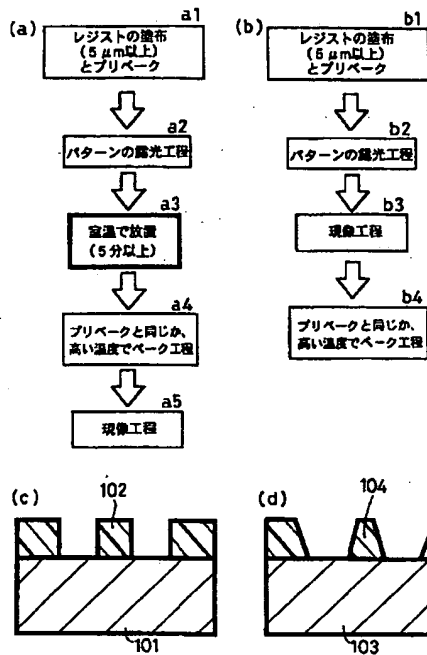 (a)
a1
レジストの塗布
(5μm以上)
とプリベーク
a2
パターンの露光工程
a3
室温で放置
(5分以上)
a4
プリベークと同じか、
高い温度でベーク工程
a5
現像工程
(b)
b1
レジストの塗布
(5μm以上)
とプリベーク
b2
パターンの露光工程
b3
現像工程
b4
プリベークと同じか、
高い温度でベーク工程
(c)
102
101
(d)
104
103